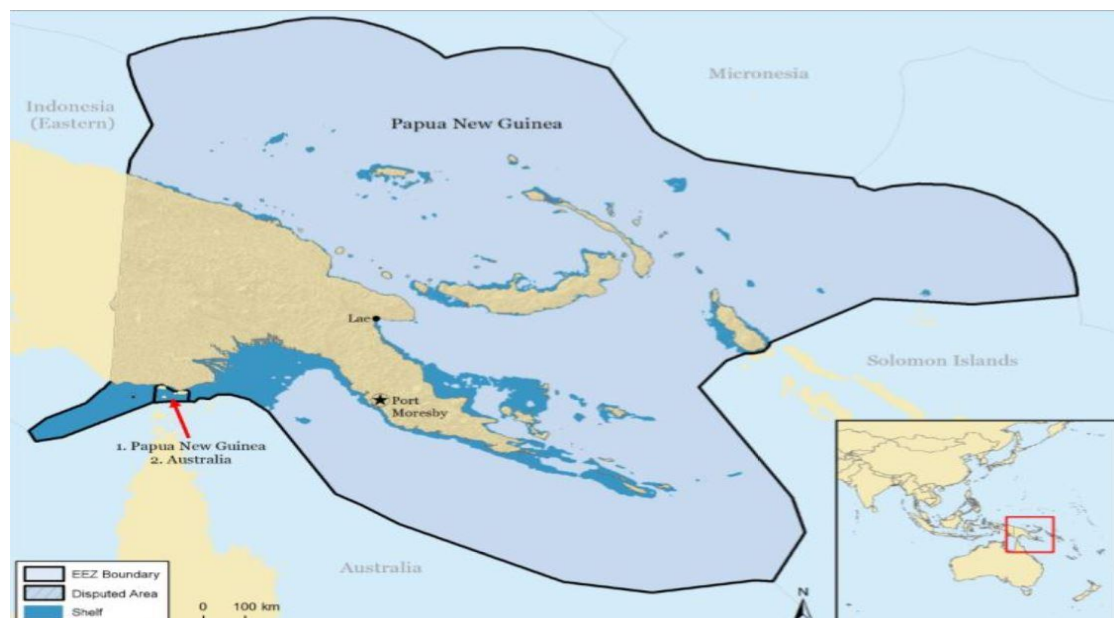 Micronesia
Indonesia
(Eastern)
Papua New Guinea
Lae
Solomon Islands
Port
Moresby
1. Papua New Guinea
2. Australia
Australia
EEZ Boundary
Disputed Area
Shelf
0 100 km
N